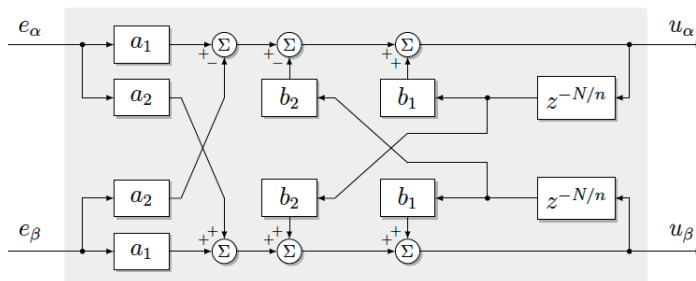 e_α a_1 + − Σ + − Σ + Σ u_α
a_2 b_2 b_1 z^{−N/n}
a_2 b_2 b_1 z^{−N/n}
e_β a_1 + + Σ + + Σ + + Σ u_β